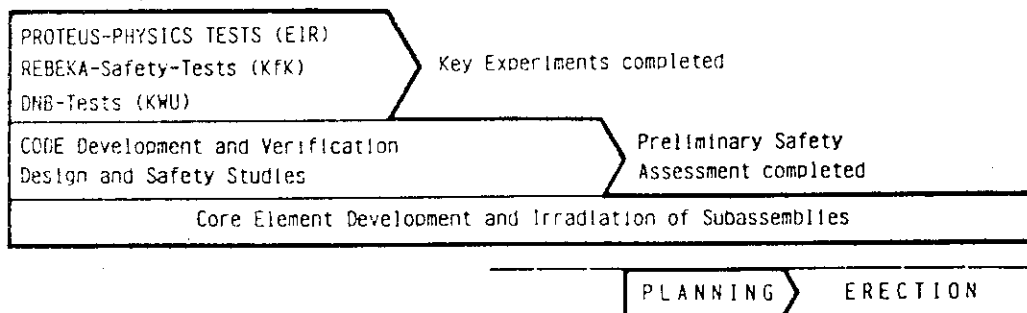 PROTEUS-PHYSICS TESTS (EIR)
REBEKA-Safety-Tests (KfK)
DNB-Tests (KWU)
Key Experiments completed
CODE Development and Verification
Design and Safety Studies
Preliminary Safety
Assessment completed
Core Element Development and Irradiation of Subassemblies
PLANNING
ERECTION